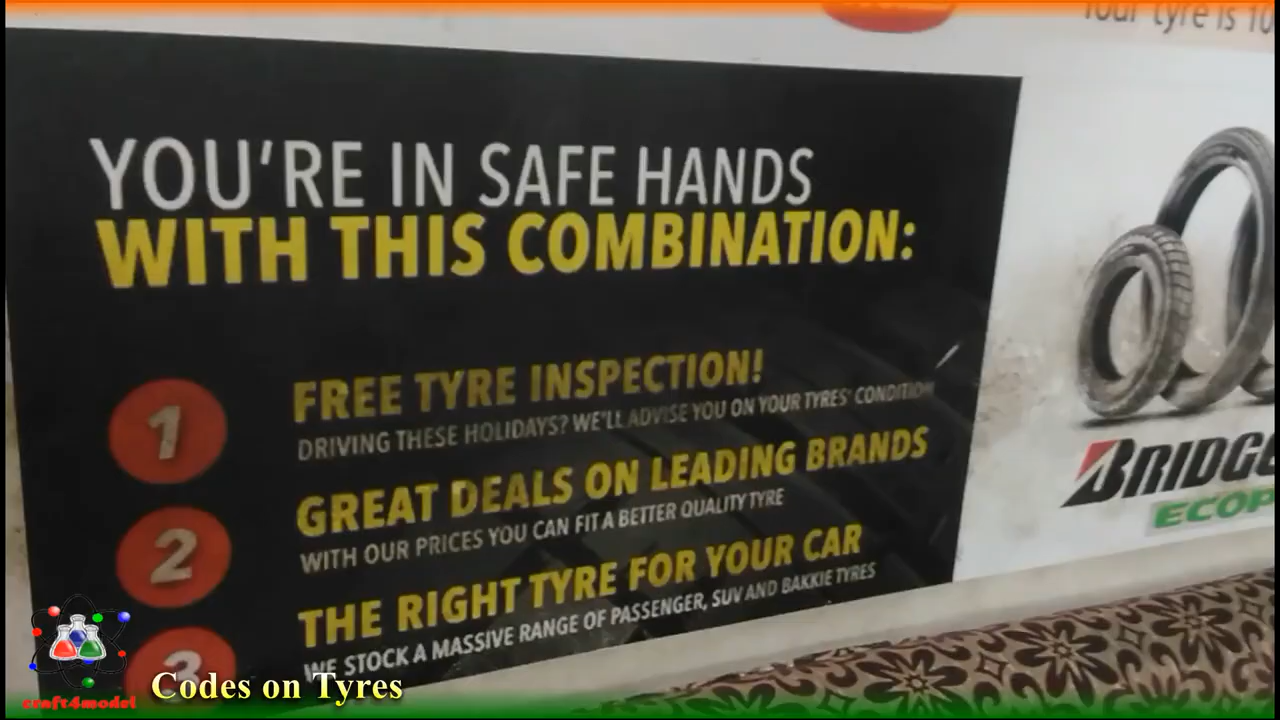 Your tyre is 10
YOU'RE IN SAFE HANDS
WITH THIS COMBINATION:
1
FREE TYRE INSPECTION!
DRIVING THESE HOLIDAYS? WE'LL ADVISE YOU ON YOUR TYRES' CONDITION
2
GREAT DEALS ON LEADING BRANDS
WITH OUR PRICES YOU CAN FIT A BETTER QUALITY TYRE
3
THE RIGHT TYRE FOR YOUR CAR
WE STOCK A MASSIVE RANGE OF PASSENGER, SUV AND BAKKIE TYRES
BRIDGE
ECOP
craft4model
Codes on Tyres